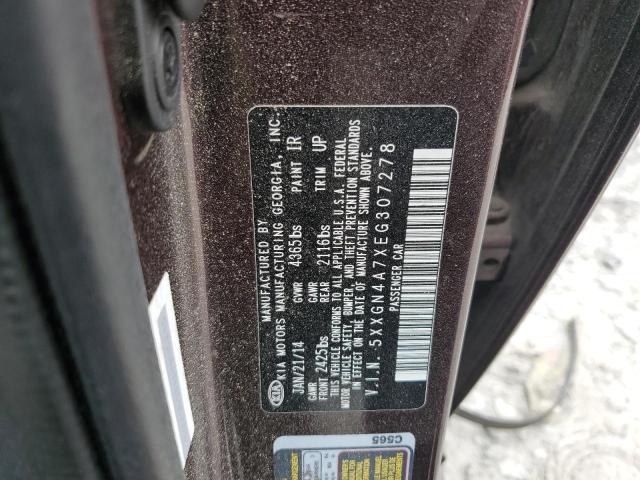 MANUFACTURED BY
KIA MOTORS MANUFACTURING GEORGIA, INC.
KIA
JAN/21/14 GVWR 4365lbs PAINT IR
GAWR FRONT 2425lbs GAWR REAR 2116lbs TRIM UP
THIS VEHICLE CONFORMS TO ALL APPLICABLE U.S.A. FEDERAL
MOTOR VEHICLE SAFETY, BUMPER, AND THEFT PREVENTION STANDARDS
IN EFFECT ON THE DATE OF MANUFACTURE SHOWN ABOVE.
V.I.N. 5XXGN4A7XEG307278
PASSENGER CAR
C565